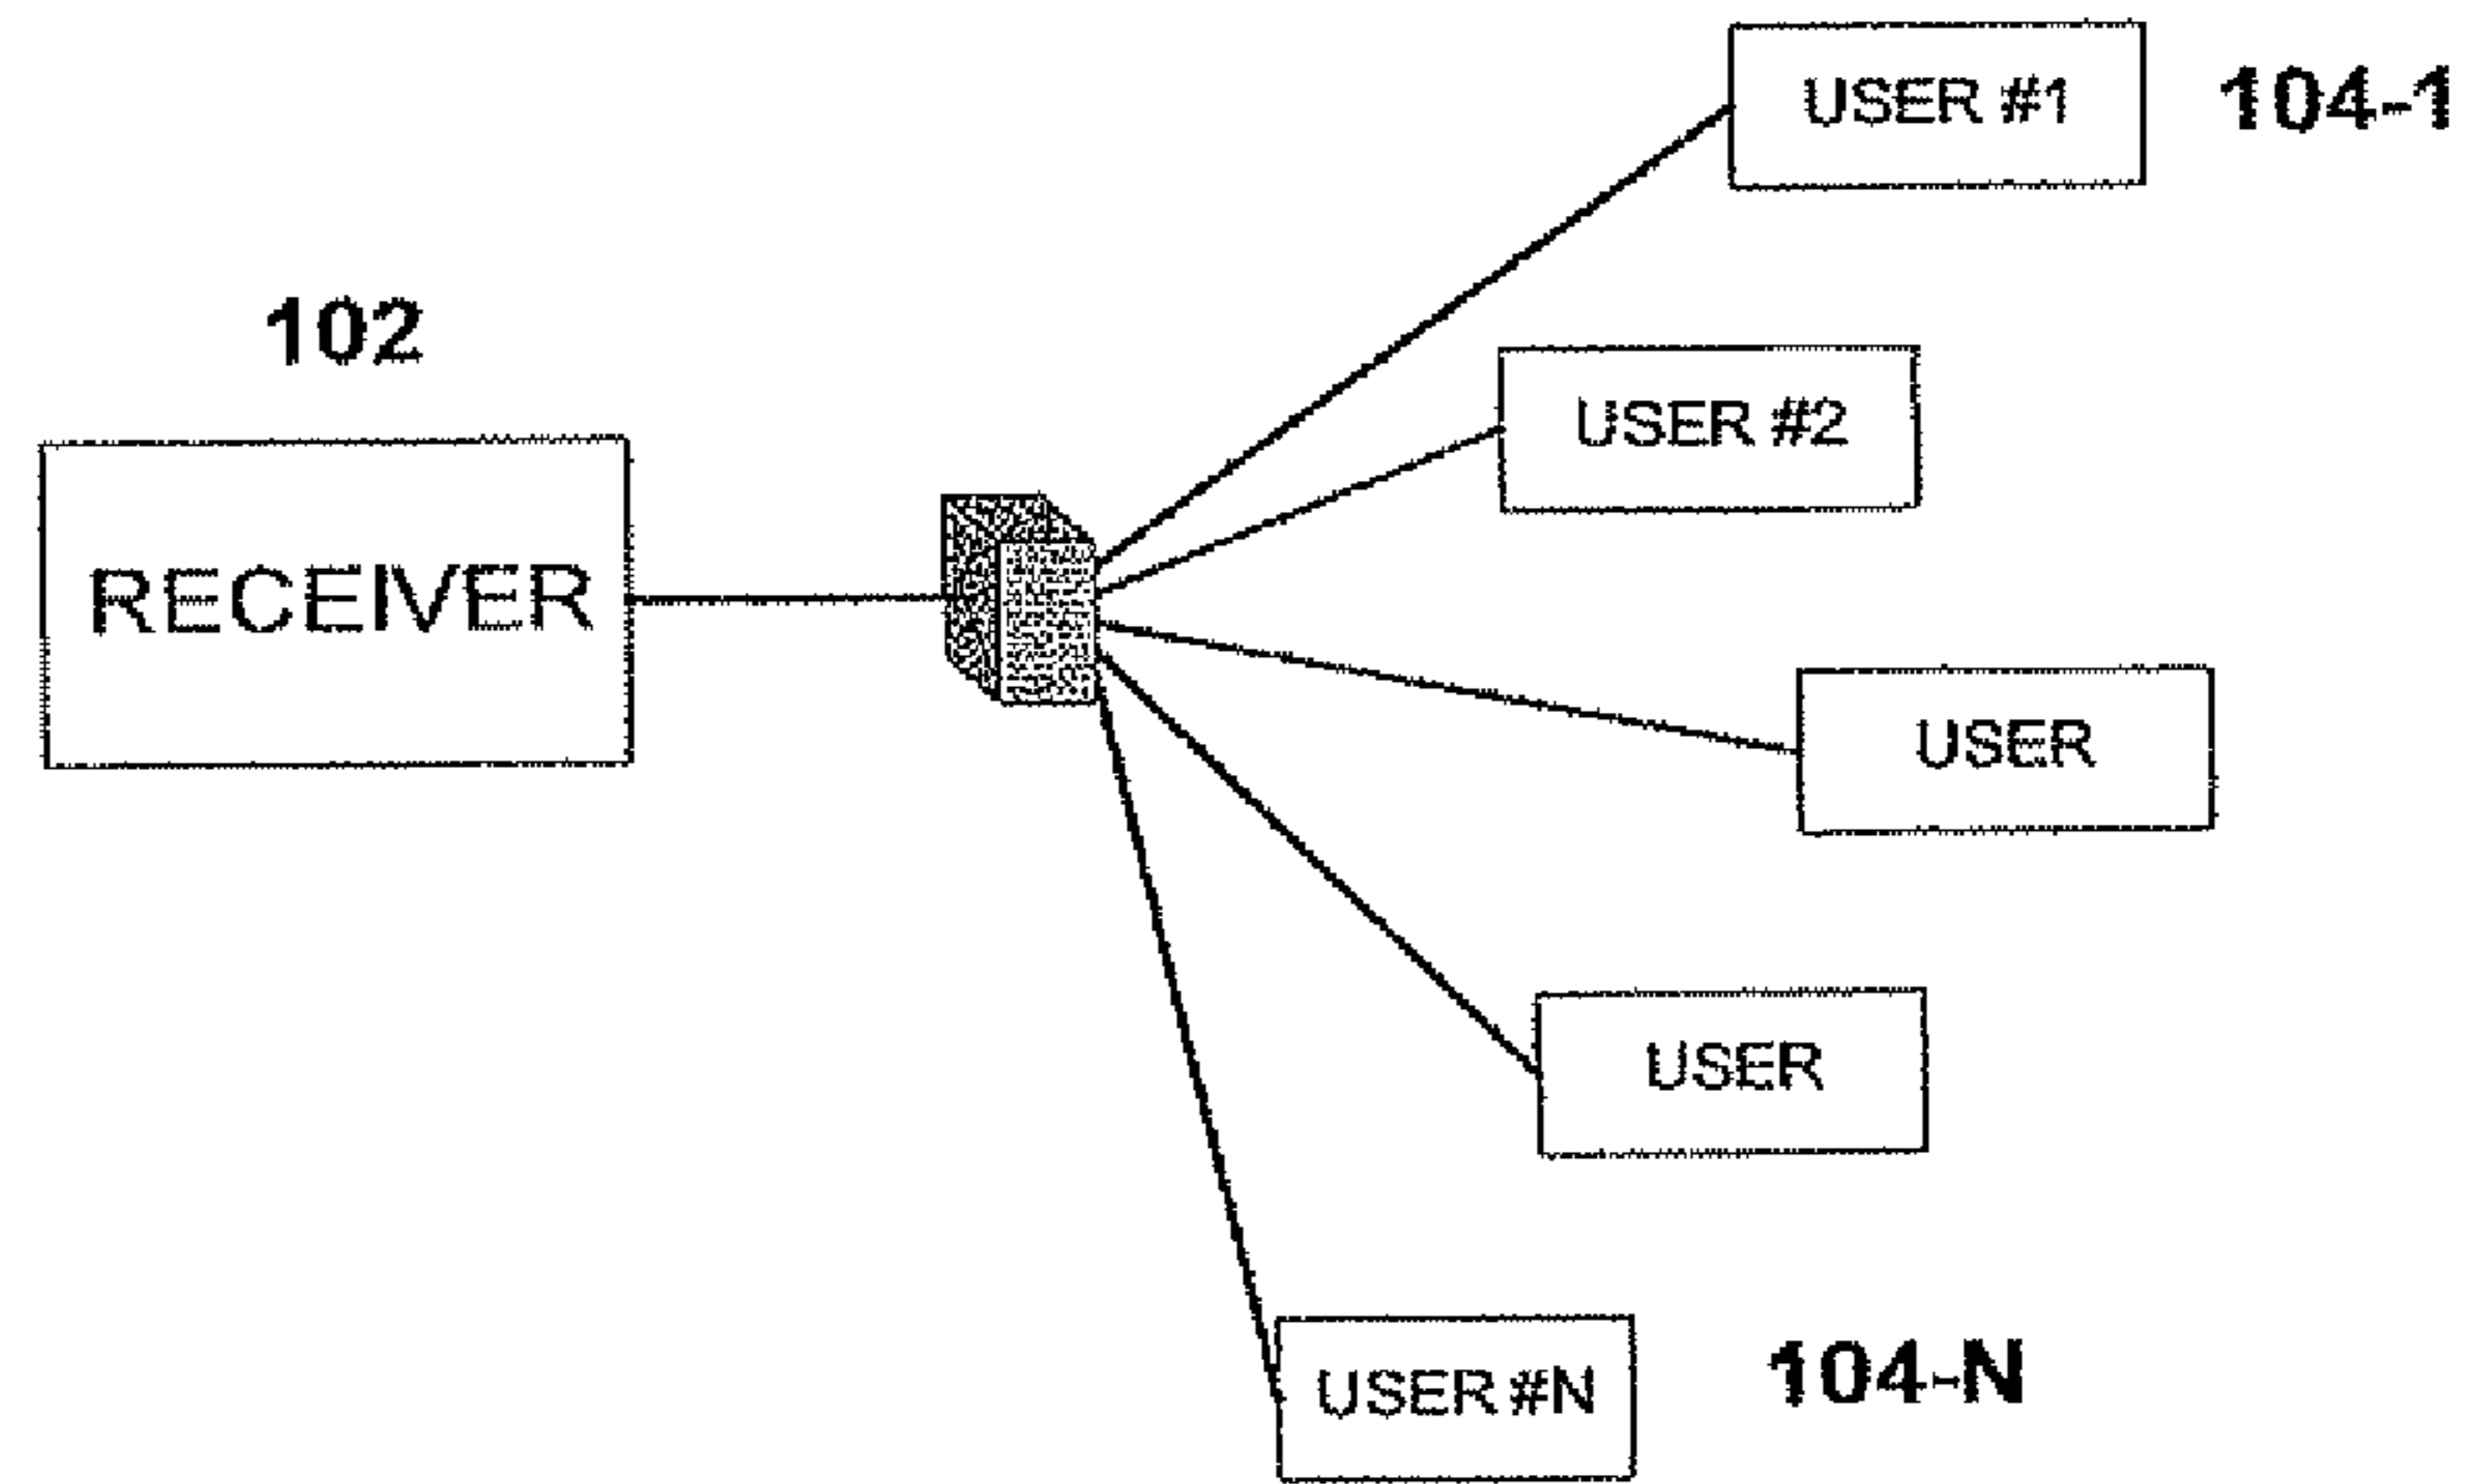 USER #1
104-1
102
USER #2
RECEIVER
USER
USER
USER #N
104-N